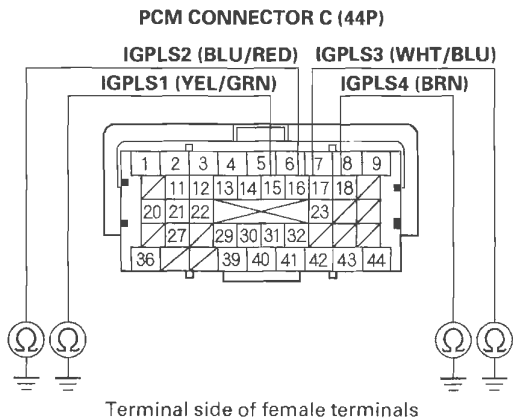 PCM CONNECTOR C (44P)
IGPLS2 (BLU/RED) IGPLS3 (WHT/BLU)
IGPLS1 (YEL/GRN) IGPLS4 (BRN)
1 2 3 4 5 6 7 8 9
11 12 13 14 15 16 17 18
20 21 22 23
27 29 30 31 32
36 39 40 41 42 43 44
Ω Ω Ω Ω
Terminal side of female terminals